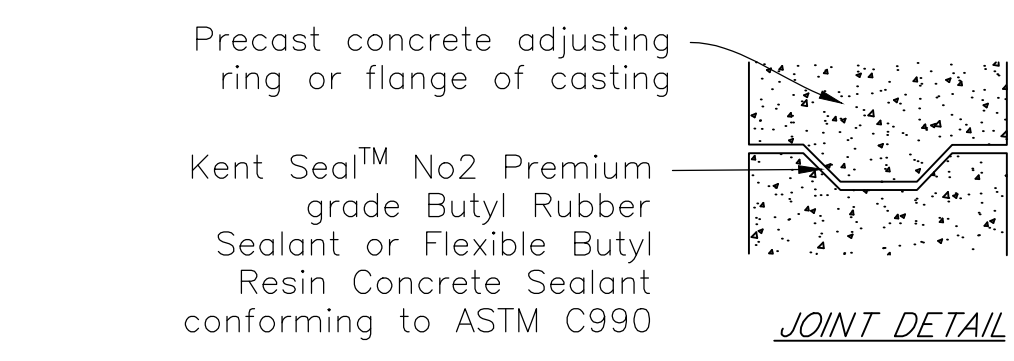 Precast concrete adjusting
ring or flange of casting
Kent Seal™ No2 Premium
grade Butyl Rubber
Sealant or Flexible Butyl
Resin Concrete Sealant
conforming to ASTM C990
JOINT DETAIL